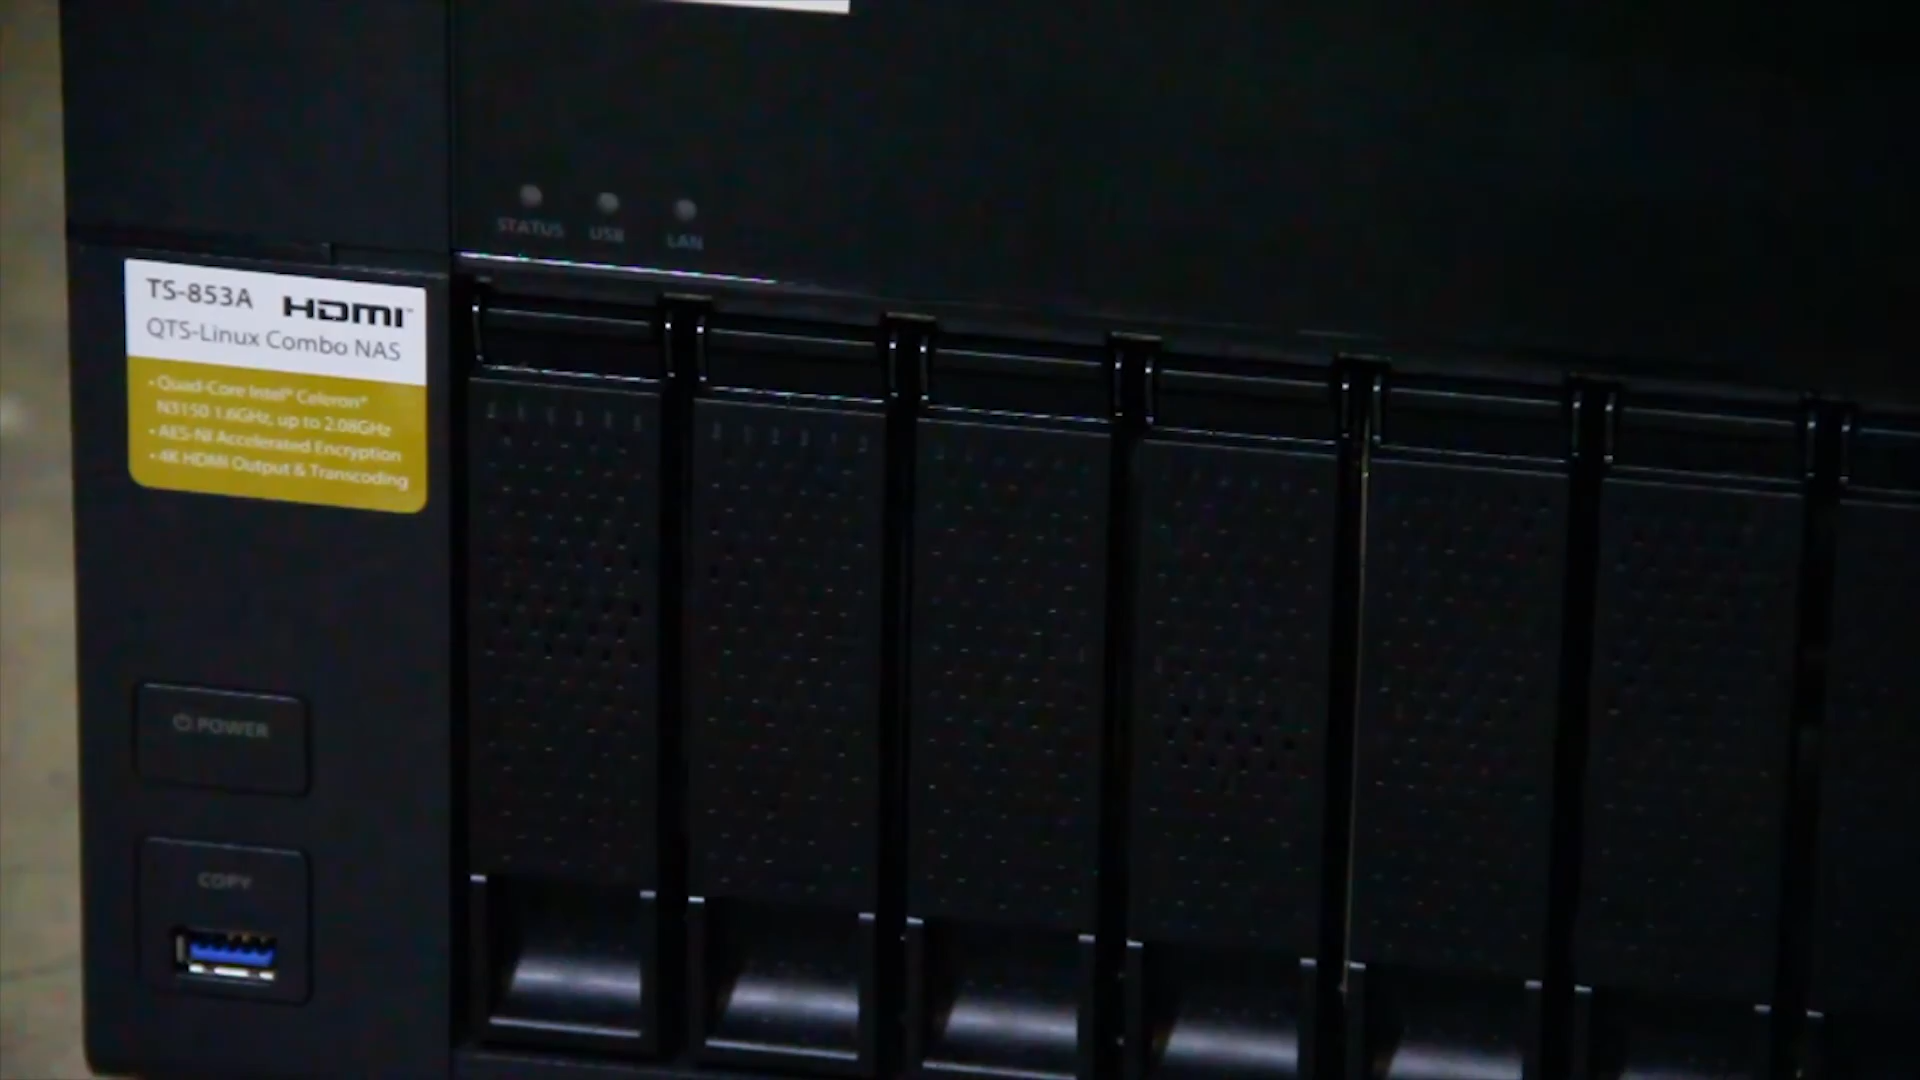 STATUS USB LAN
TS-853A HDMI™
QTS-Linux Combo NAS
• Quad-Core Intel® Celeron®
N3150 1.6GHz, up to 2.08GHz
• AES-NI Accelerated Encryption
• 4K HDMI Output & Transcoding
POWER
COPY